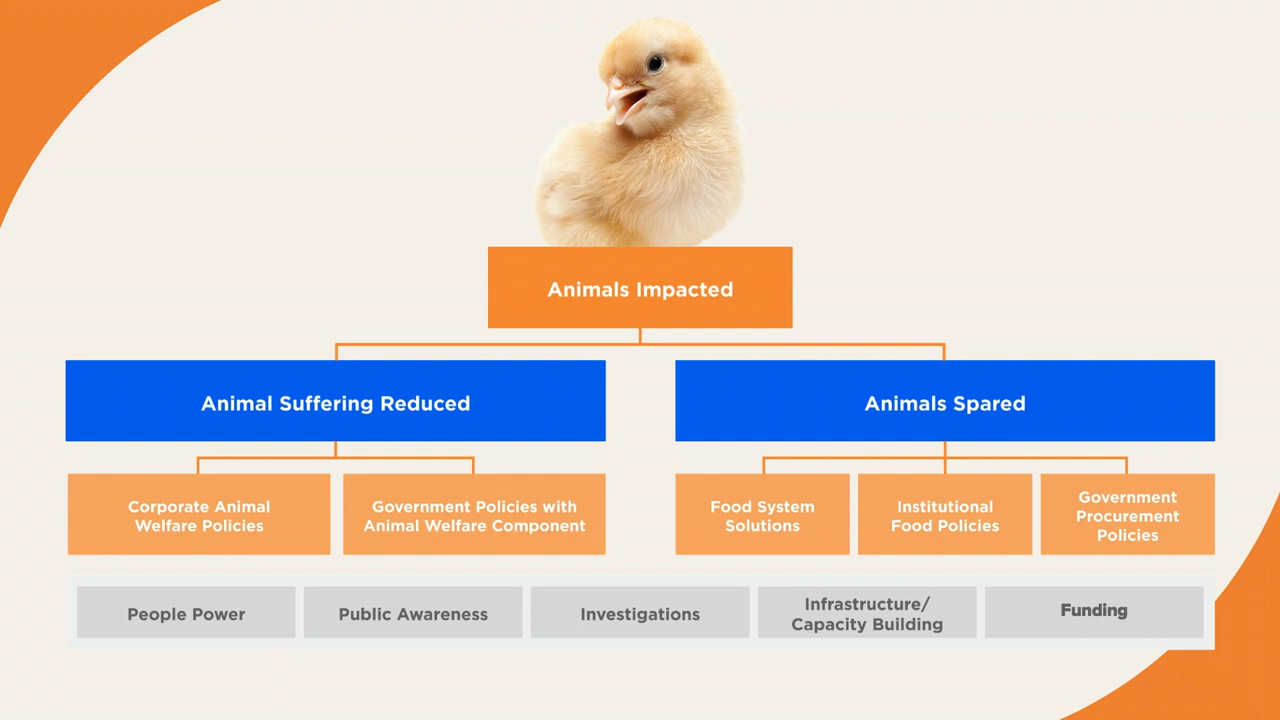 Animals Impacted
Animal Suffering Reduced
Animals Spared
Corporate Animal
Welfare Policies
Government Policies with
Animal Welfare Component
Food System
Solutions
Institutional
Food Policies
Government
Procurement
Policies
People Power
Public Awareness
Investigations
Infrastructure/
Capacity Building
Funding